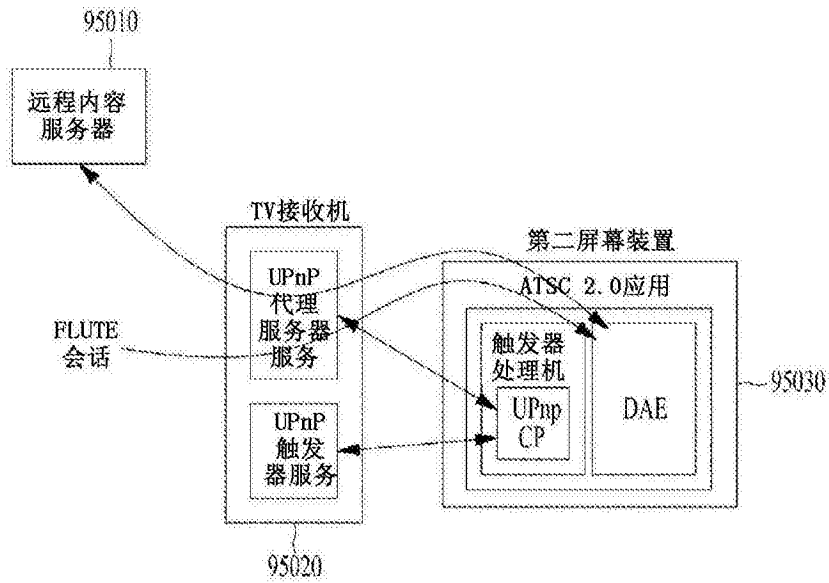 95010
远程内容
服务器
TV接收机
UPnP
代理
服务器
服务
FLUTE
会话
UPnP
触发
器服务
95020
第二屏幕装置
ATSC 2.0应用
触发器
处理机
UPnp
CP
DAE
95030